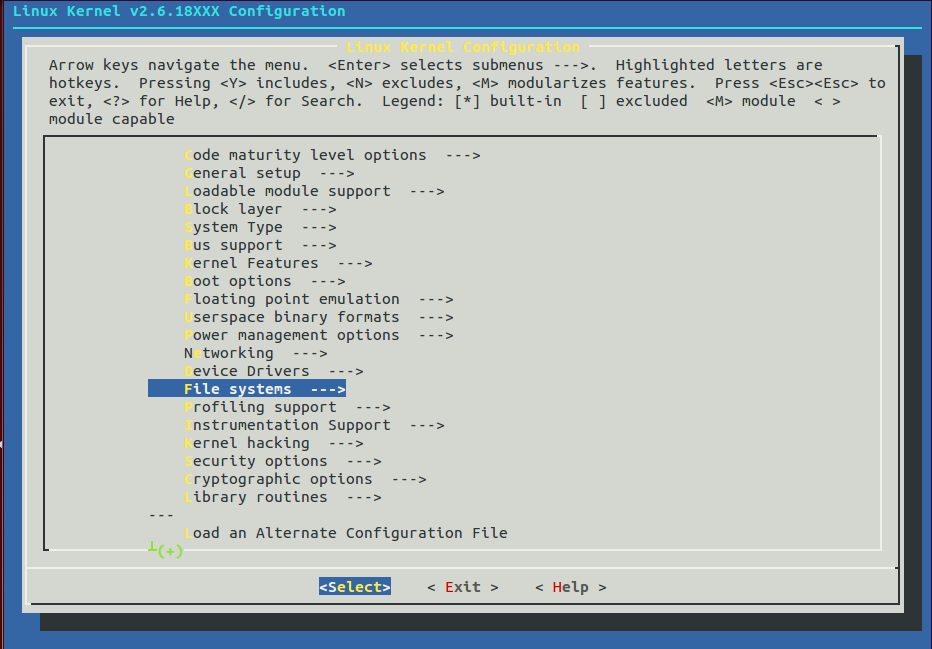 Linux Kernel v2.6.18XXX Configuration
Linux Kernel Configuration
Arrow keys navigate the menu.  <Enter> selects submenus --->.  Highlighted letters are
hotkeys.  Pressing <Y> includes, <N> excludes, <M> modularizes features.  Press <Esc><Esc> to
exit, <?> for Help, </> for Search.  Legend: [*] built-in  [ ] excluded  <M> module  < >
module capable
Code maturity level options  --->
General setup  --->
Loadable module support  --->
Block layer  --->
System Type  --->
Bus support  --->
Kernel Features  --->
Boot options  --->
Floating point emulation  --->
Userspace binary formats  --->
Power management options  --->
Networking  --->
Device Drivers  --->
File systems  --->
Profiling support  --->
Instrumentation Support  --->
Kernel hacking  --->
Security options  --->
Cryptographic options  --->
Library routines  --->
---
Load an Alternate Configuration File
┴(+)
<Select>    < Exit >    < Help >